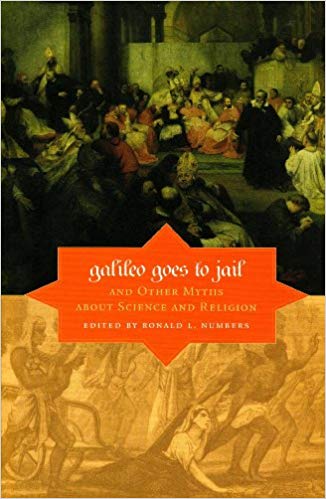 galileo goes to jail
AND OTHER MYTHS
ABOUT SCIENCE AND RELIGION
EDITED BY RONALD L. NUMBERS